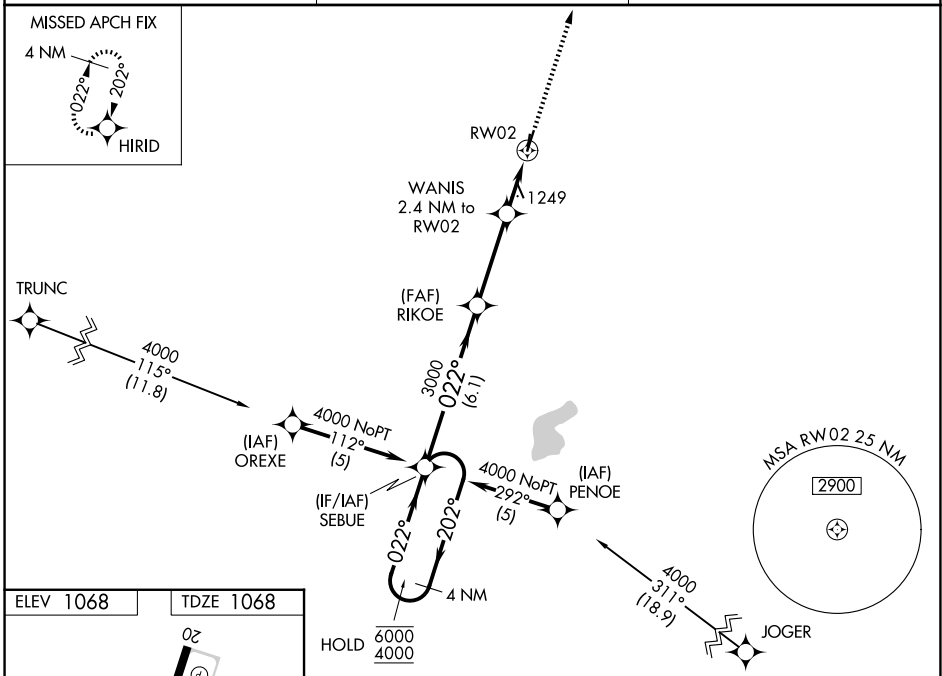 MISSED APCH FIX
4 NM
022°
202°
HIRID
RW02
WANIS
2.4 NM to
RW02
1249
TRUNC
(FAF)
RIKOE
4000
115°
(11.8)
3000
022°
(6.1)
(IAF)
OREXE
4000 NoPT
112°
(5)
(IF/IAF)
SEBUE
4000 NoPT
292°
(5)
(IAF)
PENOE
MSA RW02 25 NM
2900
022°
202°
4 NM
HOLD
6000
4000
4000
311°
(18.9)
JOGER
ELEV 1068
TDZE 1068
20
P